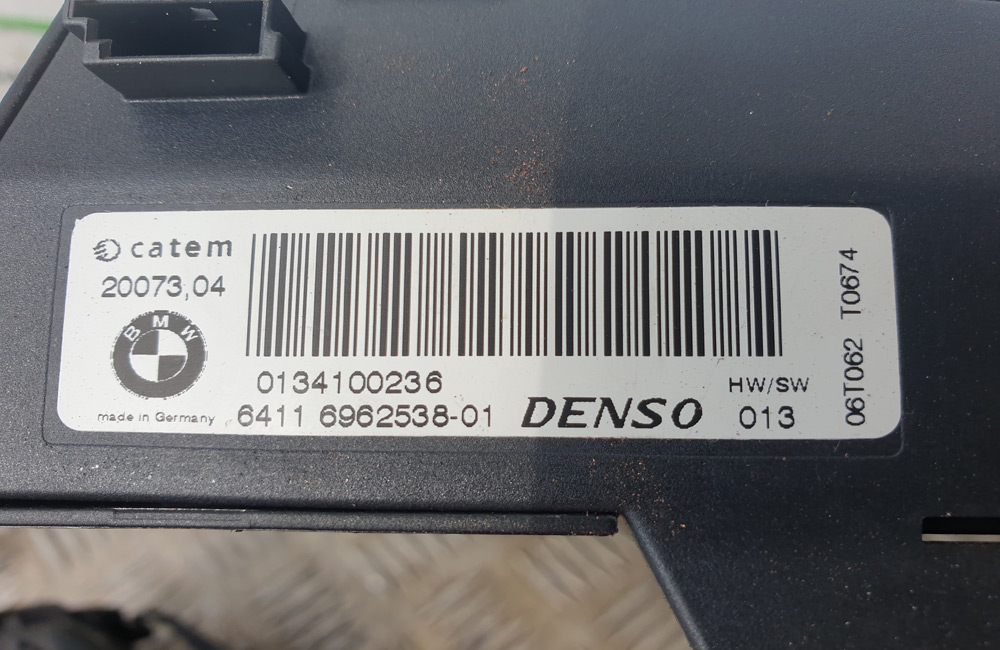 catem
20073,04
BMW
made in Germany
0134100236
6411 6962538-01
DENSO
HW/SW
013
06T062 T0674